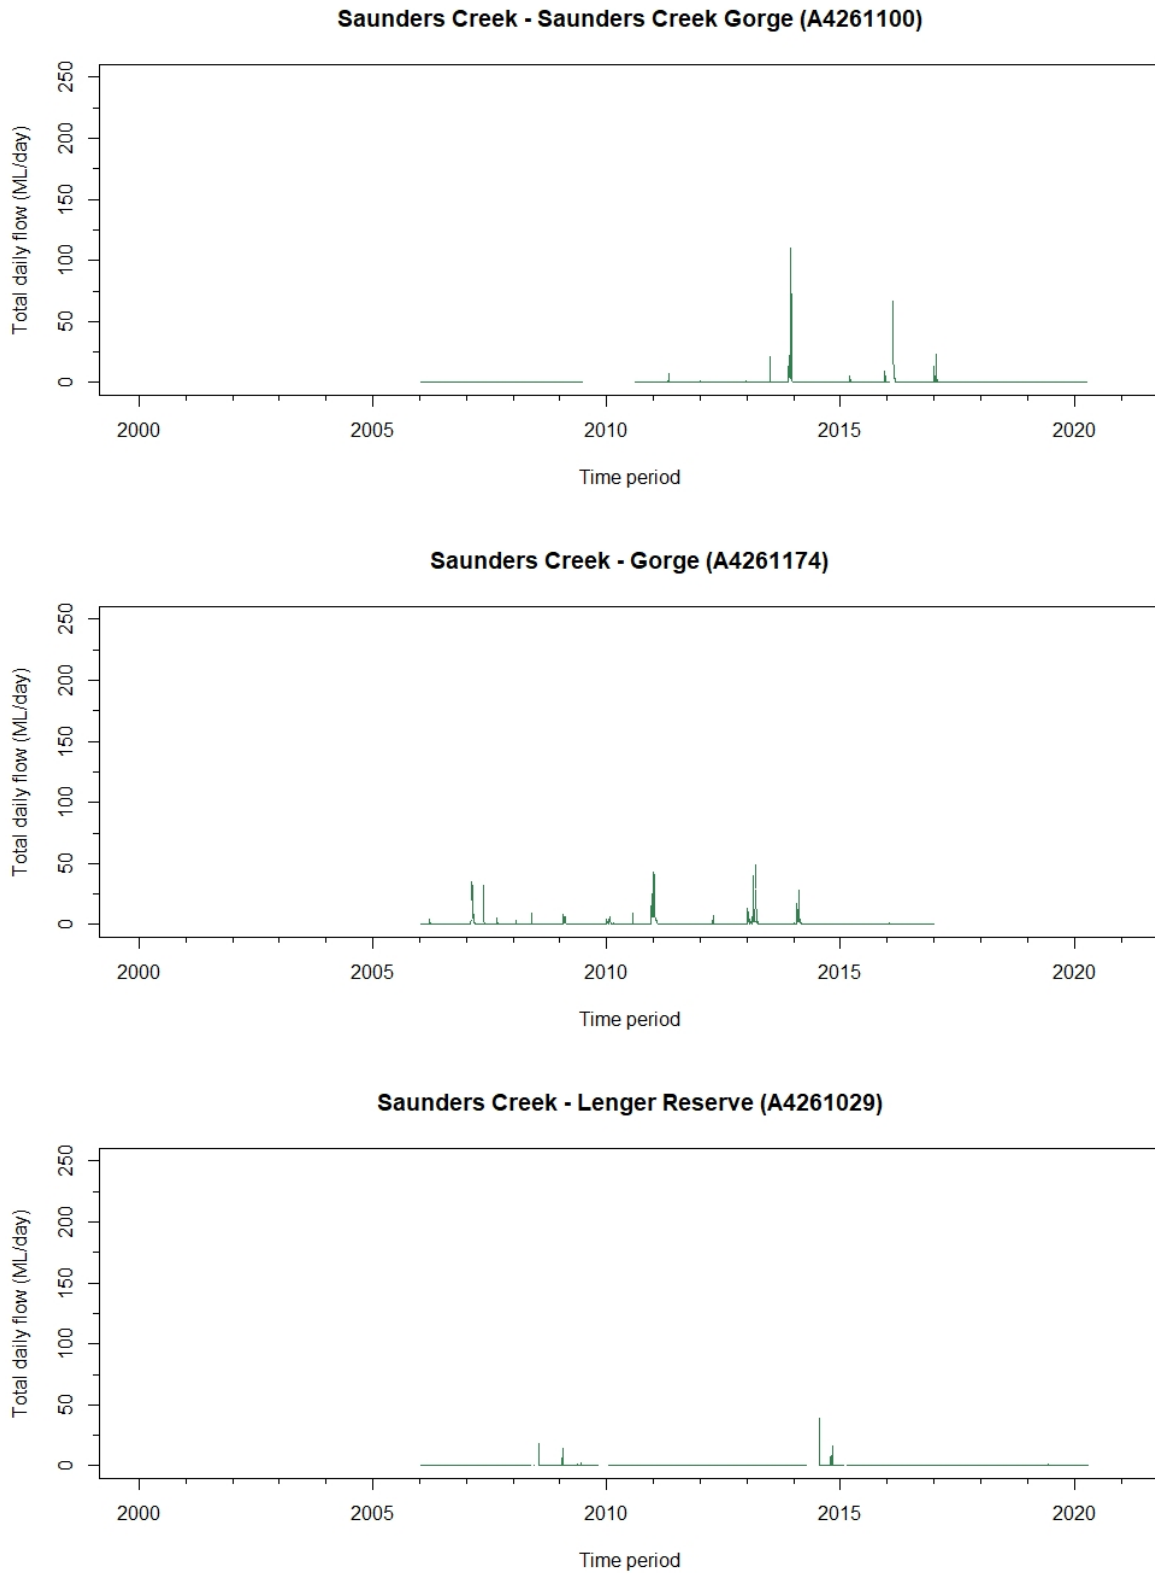 Saunders Creek - Saunders Creek Gorge (A4261100)
Total daily flow (ML/day)
250
200
150
100
50
0
2000 2005 2010 2015 2020
Time period
Saunders Creek - Gorge (A4261174)
Total daily flow (ML/day)
250
200
150
100
50
0
2000 2005 2010 2015 2020
Time period
Saunders Creek - Lenger Reserve (A4261029)
Total daily flow (ML/day)
250
200
150
100
50
0
2000 2005 2010 2015 2020
Time period